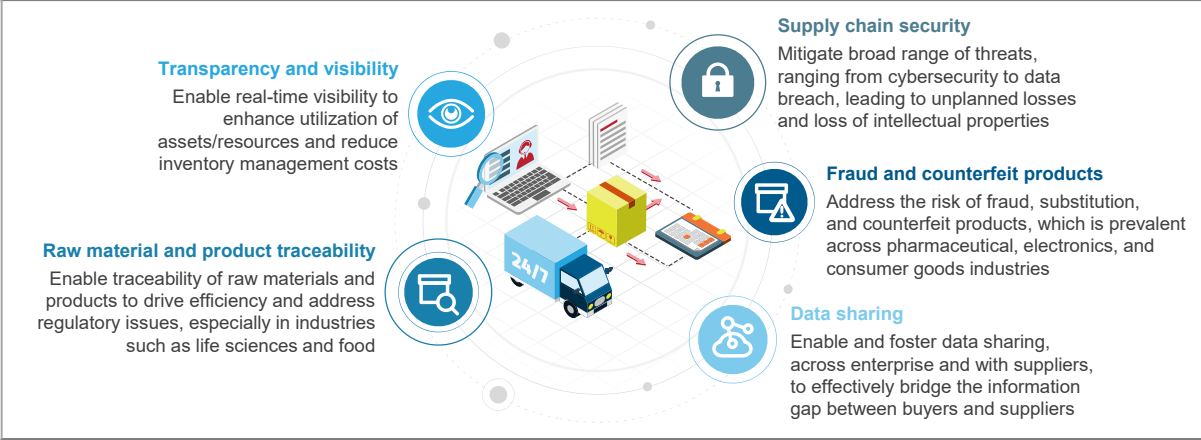 Transparency and visibility
Enable real-time visibility to
enhance utilization of
assets/resources and reduce
inventory management costs
Raw material and product traceability
Enable traceability of raw materials and
products to drive efficiency and address
regulatory issues, especially in industries
such as life sciences and food
24/7
Supply chain security
Mitigate broad range of threats,
ranging from cybersecurity to data
breach, leading to unplanned losses
and loss of intellectual properties
Fraud and counterfeit products
Address the risk of fraud, substitution,
and counterfeit products, which is prevalent
across pharmaceutical, electronics, and
consumer goods industries
Data sharing
Enable and foster data sharing,
across enterprise and with suppliers,
to effectively bridge the information
gap between buyers and suppliers